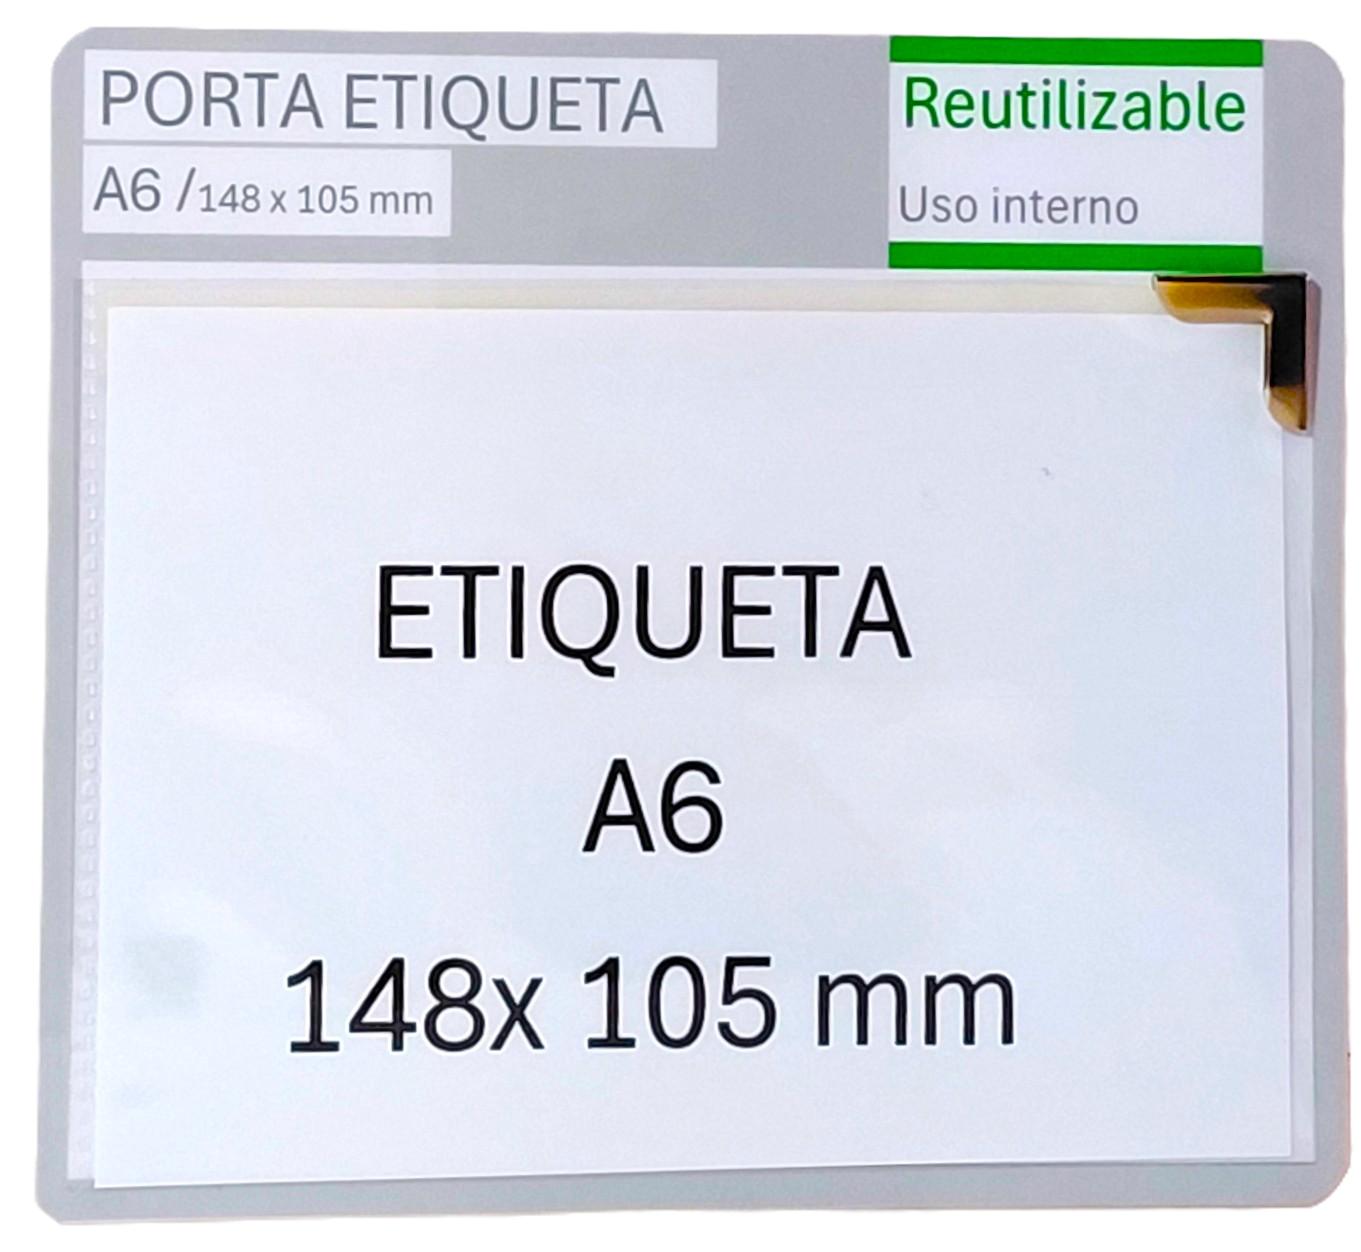 PORTA ETIQUETA
A6 /148 x 105 mm
Reutilizable
Uso interno
ETIQUETA
A6
148x 105 mm